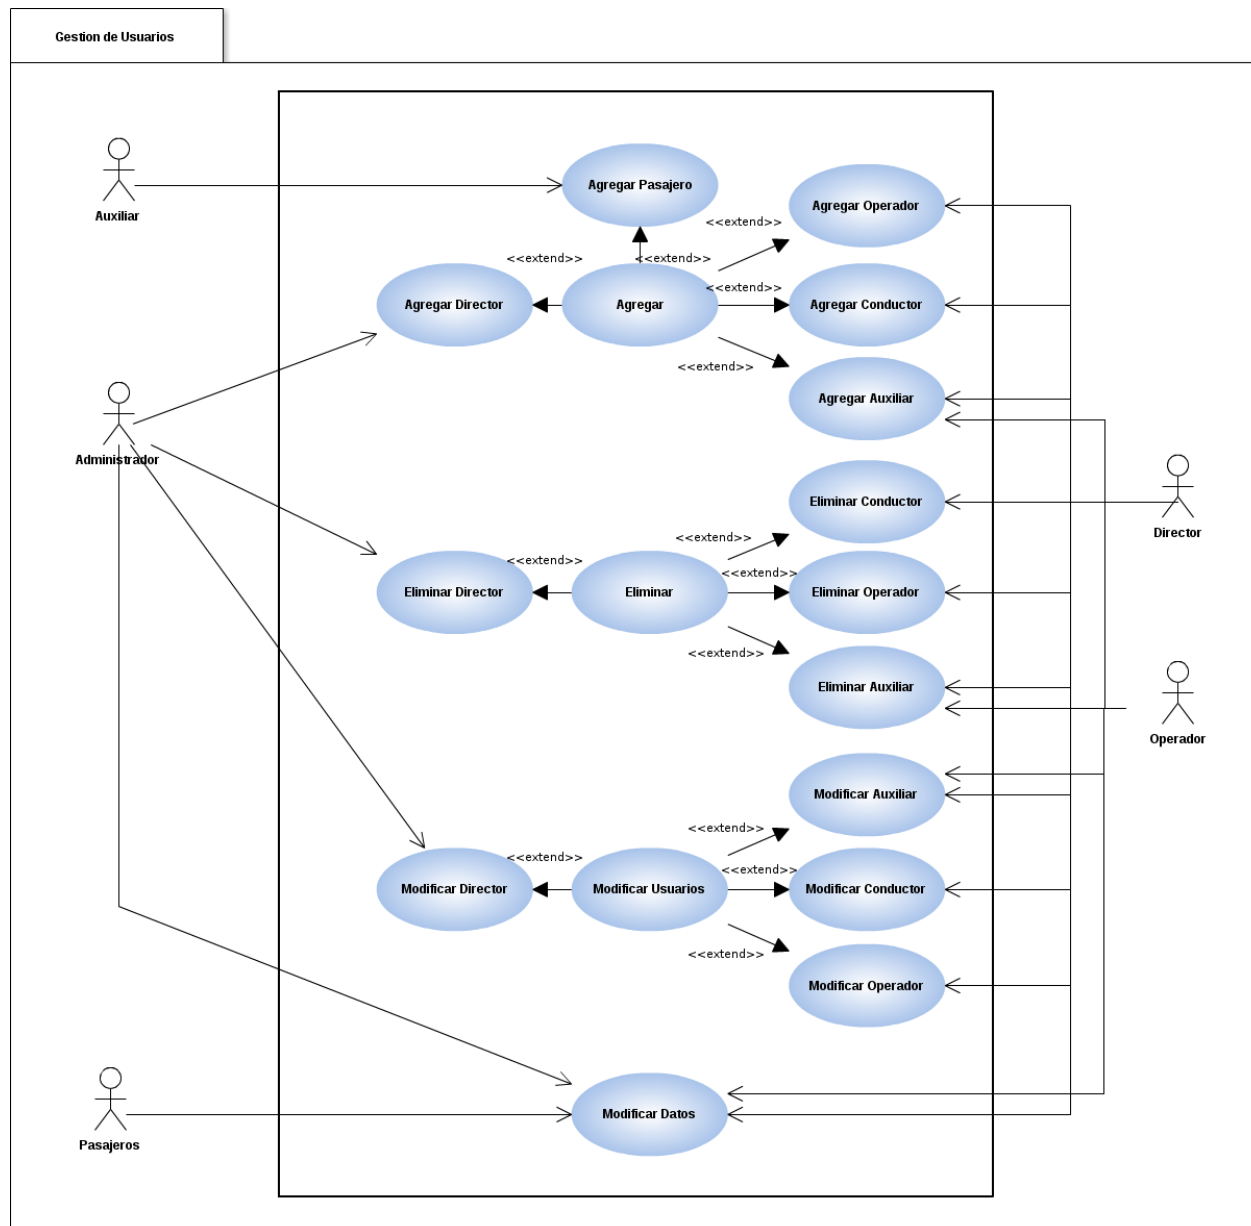 Gestion de Usuarios
Auxiliar
Agregar Pasajero
Agregar Operador
<<extend>>
<<extend>>
<<extend>>
Agregar Director
Agregar
<<extend>>
Agregar Conductor
<<extend>>
Agregar Auxiliar
Administrador
Eliminar Conductor
Director
<<extend>>
<<extend>>
<<extend>>
Eliminar Director
Eliminar
Eliminar Operador
<<extend>>
Eliminar Auxiliar
Operador
Modificar Auxiliar
<<extend>>
<<extend>>
<<extend>>
Modificar Director
Modificar Usuarios
Modificar Conductor
<<extend>>
Modificar Operador
Modificar Datos
Pasajeros